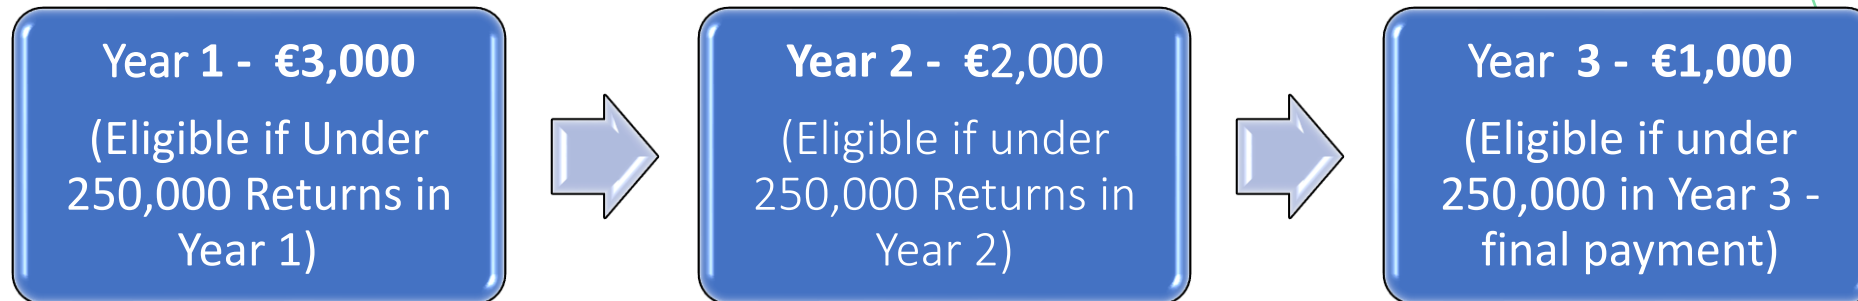 Year 1 - €3,000
(Eligible if Under
250,000 Returns in
Year 1)
Year 2 - €2,000
(Eligible if under
250,000 Returns in
Year 2)
Year 3 - €1,000
(Eligible if under
250,000 in Year 3 -
final payment)